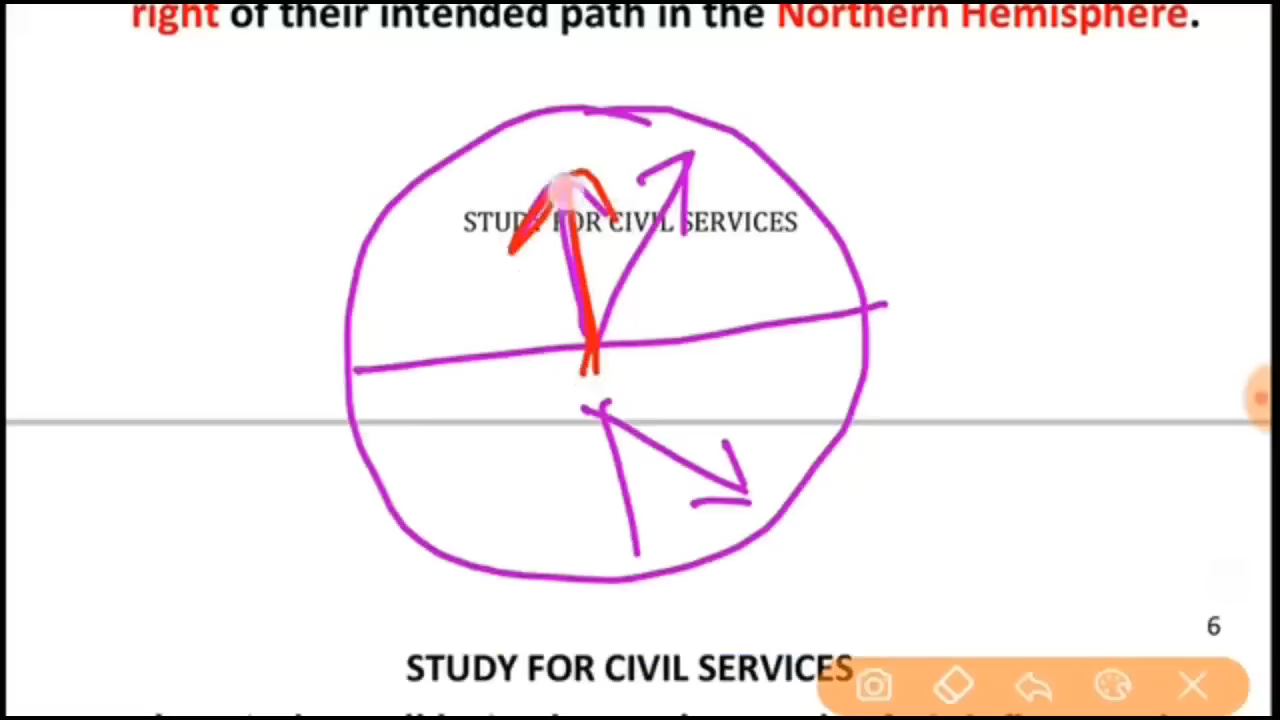 right of their intended path in the Northern Hemisphere.
STUDY FOR CIVIL SERVICES
6
STUDY FOR CIVIL SERVICES